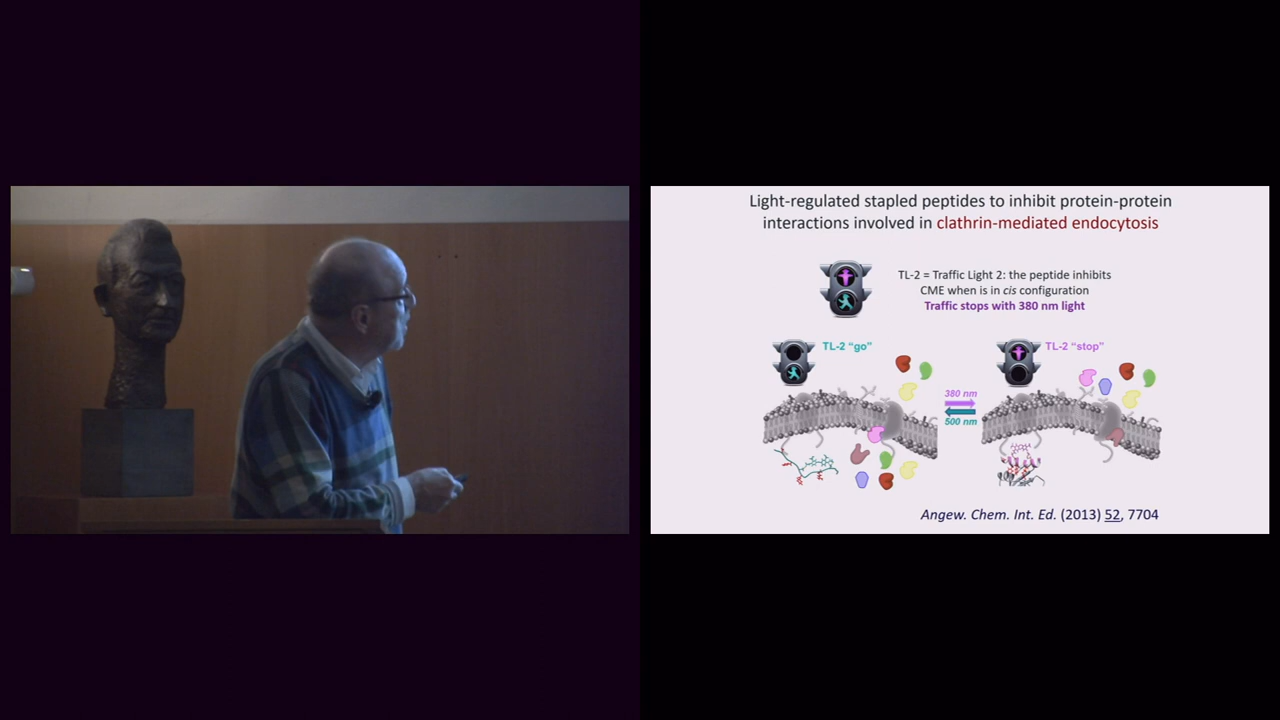 Light-regulated stapled peptides to inhibit protein-protein
interactions involved in clathrin-mediated endocytosis
TL-2 = Traffic Light 2: the peptide inhibits
CME when is in cis configuration
Traffic stops with 380 nm light
TL-2 “go”
TL-2 “stop”
380 nm
500 nm
Angew. Chem. Int. Ed. (2013) 52, 7704